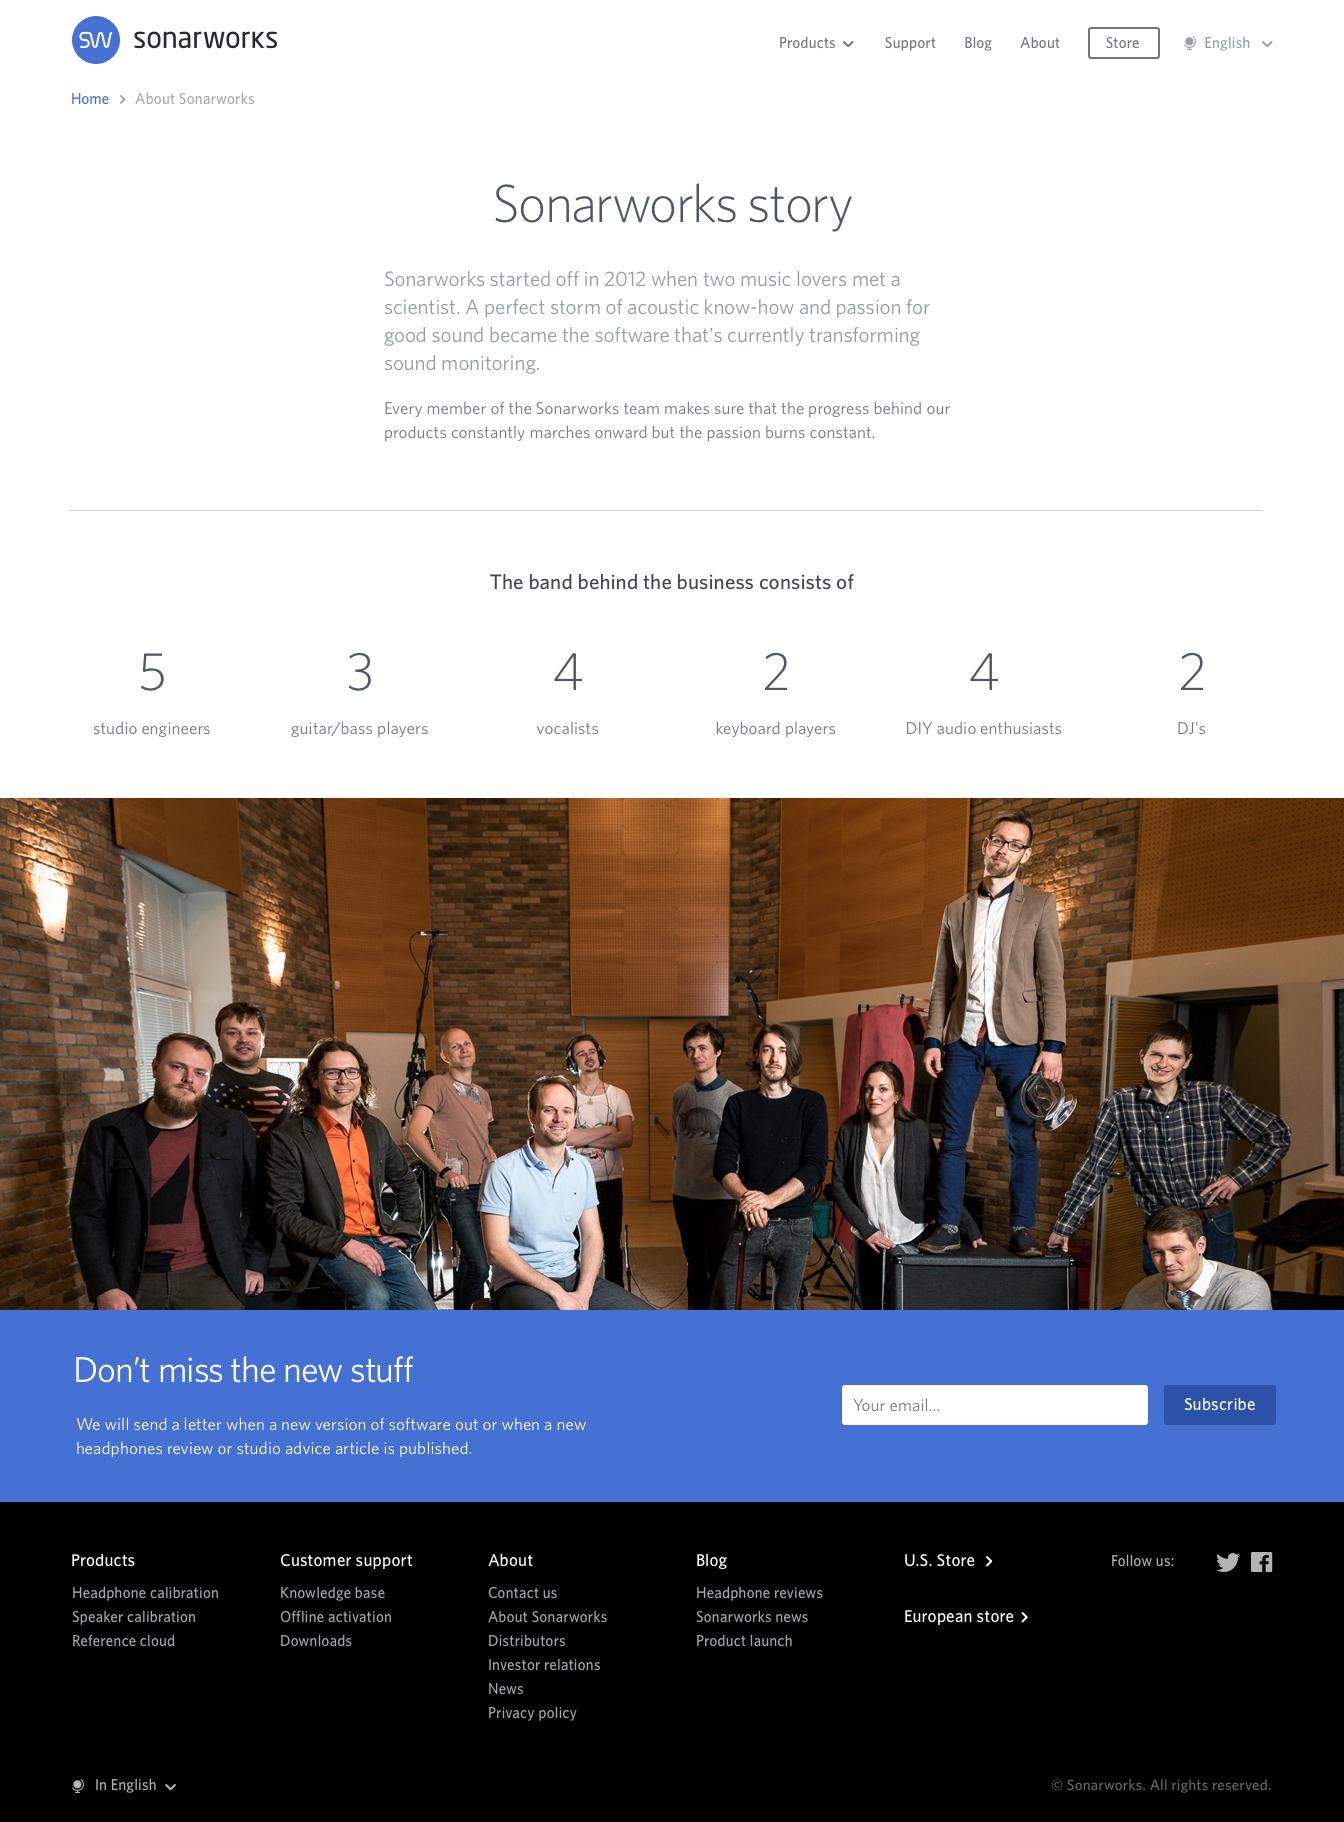 SW sonarworks
Products Support Blog About Store English
Home > About Sonarworks
Sonarworks story
Sonarworks started off in 2012 when two music lovers met a
scientist. A perfect storm of acoustic know-how and passion for
good sound became the software that's currently transforming
sound monitoring.
Every member of the Sonarworks team makes sure that the progress behind our
products constantly marches onward but the passion burns constant.
The band behind the business consists of
5 3 4 2 4 2
studio engineers guitar/bass players vocalists keyboard players DIY audio enthusiasts DJ's
Don’t miss the new stuff
We will send a letter when a new version of software out or when a new
headphones review or studio advice article is published.
Your email... Subscribe
Products
Headphone calibration
Speaker calibration
Reference cloud
Customer support
Knowledge base
Offline activation
Downloads
About
Contact us
About Sonarworks
Distributors
Investor relations
News
Privacy policy
Blog
Headphone reviews
Sonarworks news
Product launch
U.S. Store >
European store >
Follow us:
In English
© Sonarworks. All rights reserved.